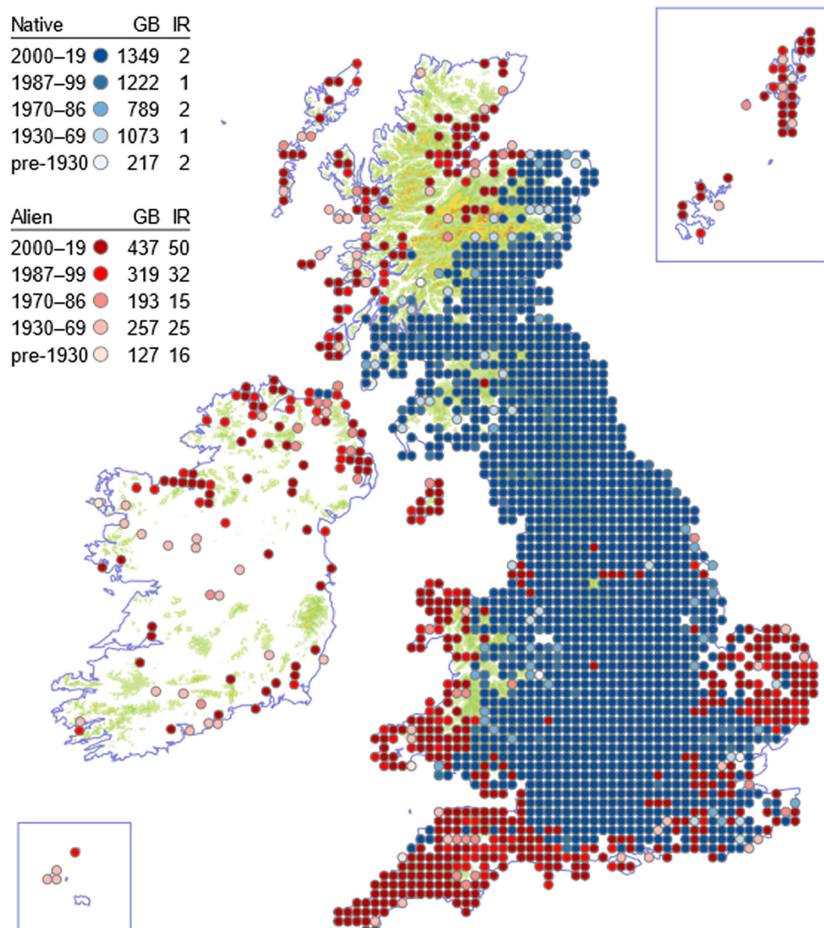 Native GB IR
2000–19 1349 2
1987–99 1222 1
1970–86 789 2
1930–69 1073 1
pre-1930 217 2
Alien GB IR
2000–19 437 50
1987–99 319 32
1970–86 193 15
1930–69 257 25
pre-1930 127 16